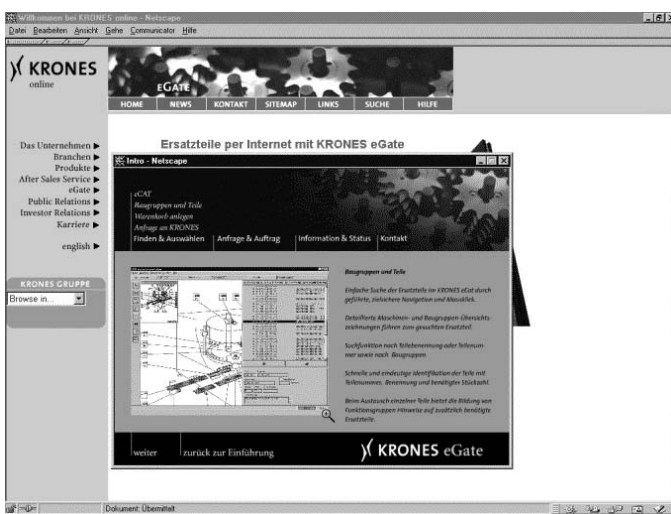 Willkommen bei KRONES online - Netscape
Datei Bearbeiten Ansicht Gehe Communicator Hilfe
KRONES
online
EGATE
HOME NEWS KONTAKT SITEMAP LINKS SUCHE HILFE
Das Unternehmen
Branchen
Produkte
After Sales Service
eGate
Public Relations
Investor Relations
Karriere
english
KRONES GRUPPE
Browse in...
Ersatzteile per Internet mit KRONES eGate
Intro - Netscape
eCAT
Baugruppen und Teile
Warenkorb anlegen
Anfrage an KRONES
Finden & Auswählen Anfrage & Auftrag Information & Status Kontakt
Baugruppen und Teile
Einfache Suche der Ersatzteile im KRONES eCat durch
geführte, zielsichere Navigation und Mausklick.
Detaillierte Maschinen- und Baugruppen-Übersichts-
zeichnungen führen zum gesuchten Ersatzteil.
Suchfunktion nach Teilebenennung oder Teilenum-
mer sowie nach Baugruppen.
Schnelle und eindeutige Identifikation der Teile mit
Teilenummer, Benennung und benötigter Stückzahl.
Beim Austausch einzelner Teile bietet die Bildung von
Funktionsgruppen Hinweise auf zusätzlich benötigte
Ersatzteile.
weiter zurück zur Einführung
KRONES eGate
Dokument: Übermittelt